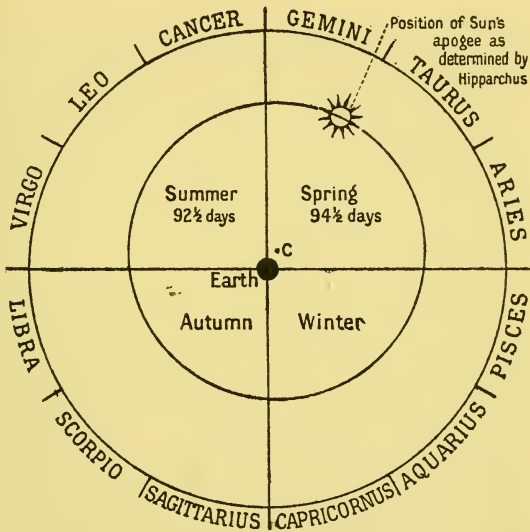 CANCER
GEMINI
Position of Sun's
apogee as
determined by
Hipparchus
LEO
TAURUS
VIRGO
ARIES
Summer
92½ days
Spring
94½ days
C
Earth
Autumn
Winter
LIBRA
PISCES
SCORPIO
AQUARIUS
SAGITTARIUS
CAPRICORNUS